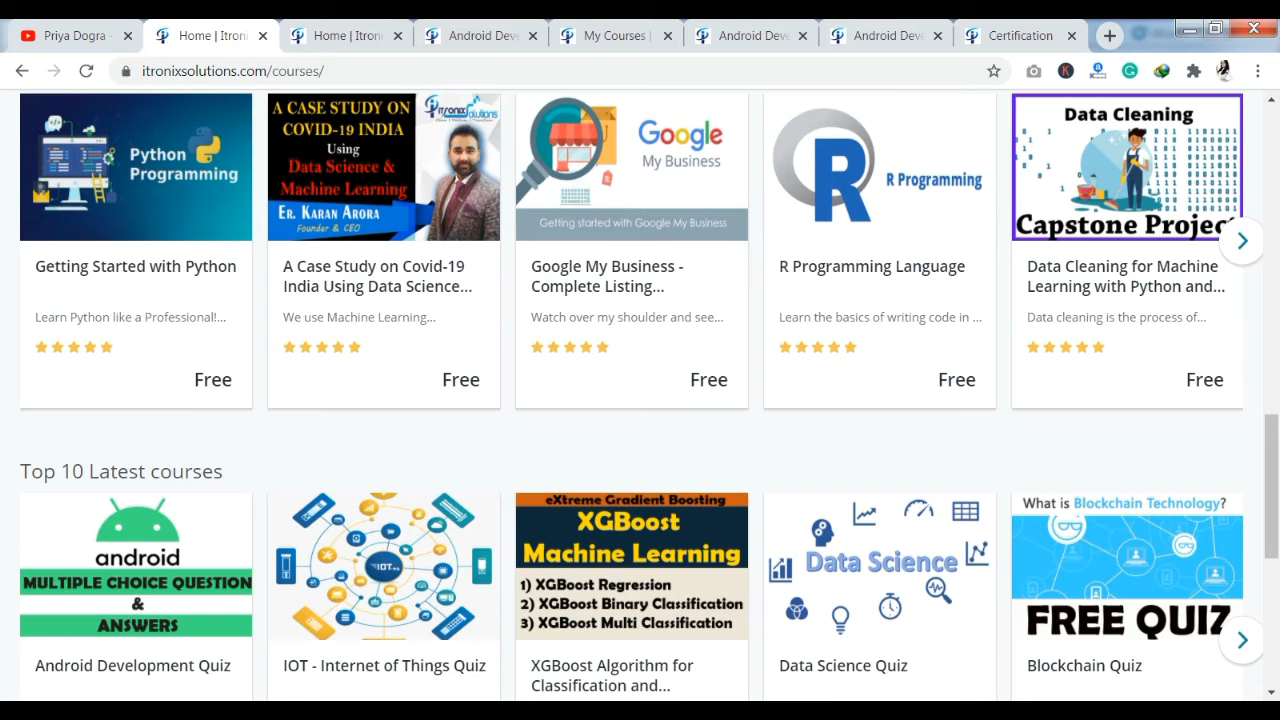 Priya Dogra -
Home | Itroni
Home | Itroni
Android Deve
My Courses |
Android Deve
Android Deve
Certification
itronixsolutions.com/courses/
Python
Programming
A CASE STUDY ON
COVID-19 INDIA
Using
Data Science &
Machine Learning
ER. KARAN ARORA
Founder & CEO
itronix Solutions
Google
My Business
Getting started with Google My Business
R
R Programming
Data Cleaning
Capstone Project
Getting Started with Python
Learn Python like a Professional!...
Free
A Case Study on Covid-19
India Using Data Science...
We use Machine Learning...
Free
Google My Business -
Complete Listing...
Watch over my shoulder and see...
Free
R Programming Language
Learn the basics of writing code in ...
Free
Data Cleaning for Machine
Learning with Python and...
Data cleaning is the process of...
Free
Top 10 Latest courses
android
MULTIPLE CHOICE QUESTION
&
ANSWERS
IOT
eXtreme Gradient Boosting
XGBoost
Machine Learning
1) XGBoost Regression
2) XGBoost Binary Classification
3) XGBoost Multi Classification
Data Science
What is Blockchain Technology?
FREE QUIZ
Android Development Quiz
IOT - Internet of Things Quiz
XGBoost Algorithm for
Classification and...
Data Science Quiz
Blockchain Quiz